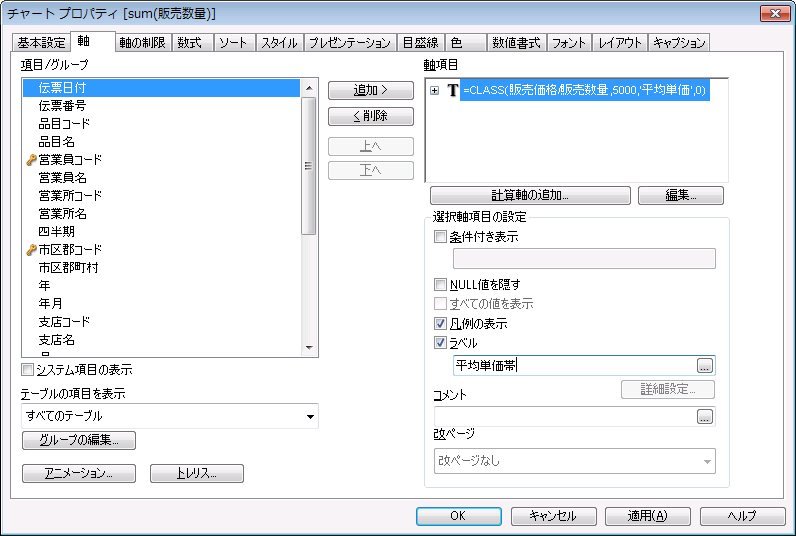 チャート プロパティ [sum(販売数量)]
基本設定 軸 軸の制限 数式 ソート スタイル プレゼンテーション 目盛線 色 数値書式 フォント レイアウト キャプション
項目/グループ
伝票日付
伝票番号
品目コード
品目名
営業員コード
営業員名
営業所コード
営業所名
四半期
市区郡コード
市区郡町村
年
年月
支店コード
支店名
システム項目の表示
テーブルの項目を表示
すべてのテーブル
グループの編集...
アニメーション...
トレリス...
追加 >
< 削除
上へ
下へ
軸項目
T =CLASS(販売価格/販売数量,5000,'平均単価',0)
計算軸の追加...
編集...
選択軸項目の設定
条件付き表示
NULL値を隠す
すべての値を表示
凡例の表示
ラベル
平均単価帯
...
詳細設定...
コメント
...
改ページ
改ページなし
OK
キャンセル
適用(A)
ヘルプ